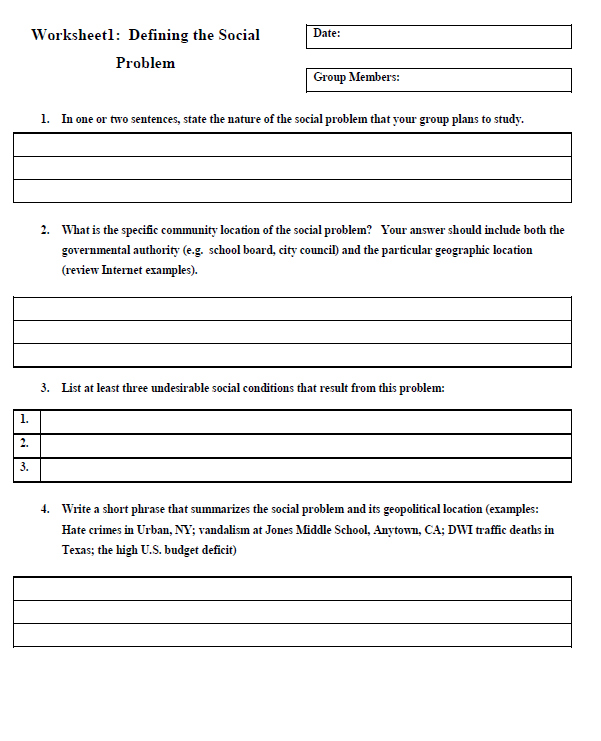 Worksheet1: Defining the Social
Problem
Date:
Group Members:
1. In one or two sentences, state the nature of the social problem that your group plans to study.
2. What is the specific community location of the social problem? Your answer should include both the
governmental authority (e.g. school board, city council) and the particular geographic location
(review Internet examples).
3. List at least three undesirable social conditions that result from this problem:
1.
2.
3.
4. Write a short phrase that summarizes the social problem and its geopolitical location (examples:
Hate crimes in Urban, NY; vandalism at Jones Middle School, Anytown, CA; DWI traffic deaths in
Texas; the high U.S. budget deficit)